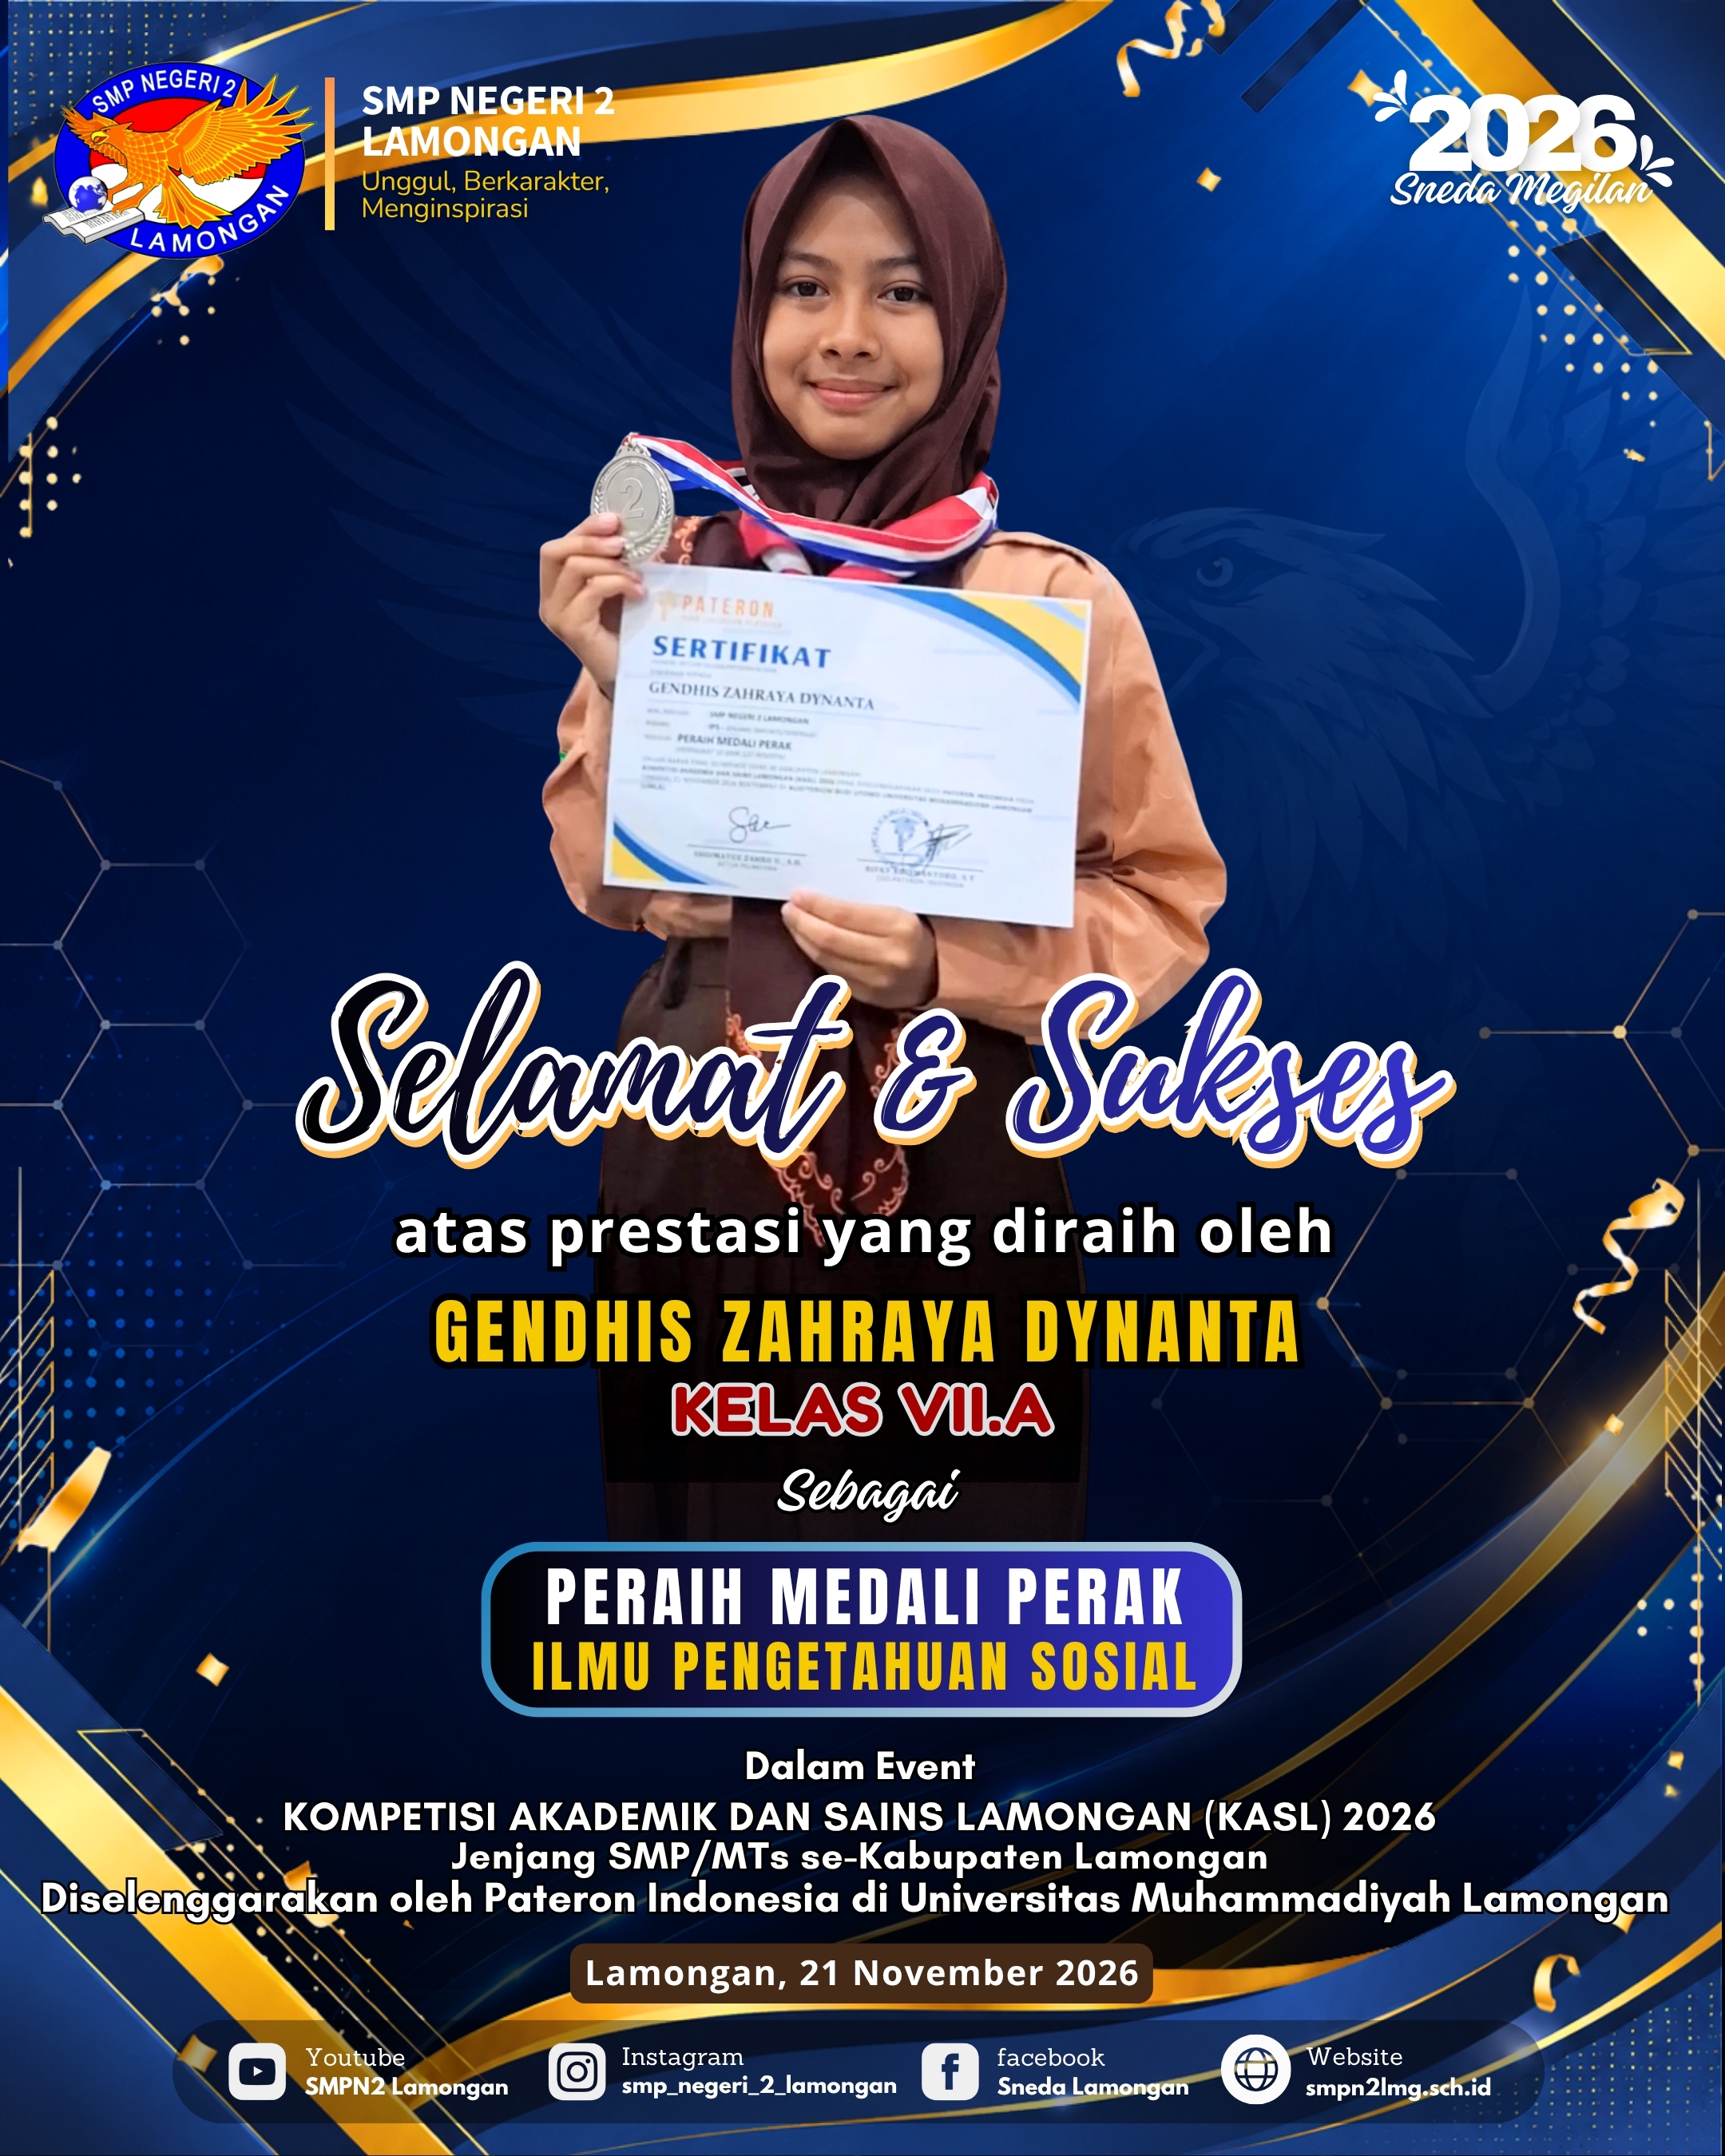 SMP NEGERI 2
LAMONGAN
SMP NEGERI 2
LAMONGAN
Unggul, Berkarakter,
Menginspirasi
2026
Sneda Megilan
2
PATERON
SERTIFIKAT
GENDHIS ZAHRAYA DYNANTA
SMP NEGERI 2 LAMONGAN
IPS
PERAIH MEDALI PERAK
Selamat & Sukses
atas prestasi yang diraih oleh
GENDHIS ZAHRAYA DYNANTA
KELAS VII.A
Sebagai
PERAIH MEDALI PERAK
ILMU PENGETAHUAN SOSIAL
Dalam Event
KOMPETISI AKADEMIK DAN SAINS LAMONGAN (KASL) 2026
Jenjang SMP/MTs se-Kabupaten Lamongan
Diselenggarakan oleh Pateron Indonesia di Universitas Muhammadiyah Lamongan
Lamongan, 21 November 2026
Youtube
SMPN2 Lamongan
Instagram
smp_negeri_2_lamongan
facebook
Sneda Lamongan
Website
smpn2lmg.sch.id